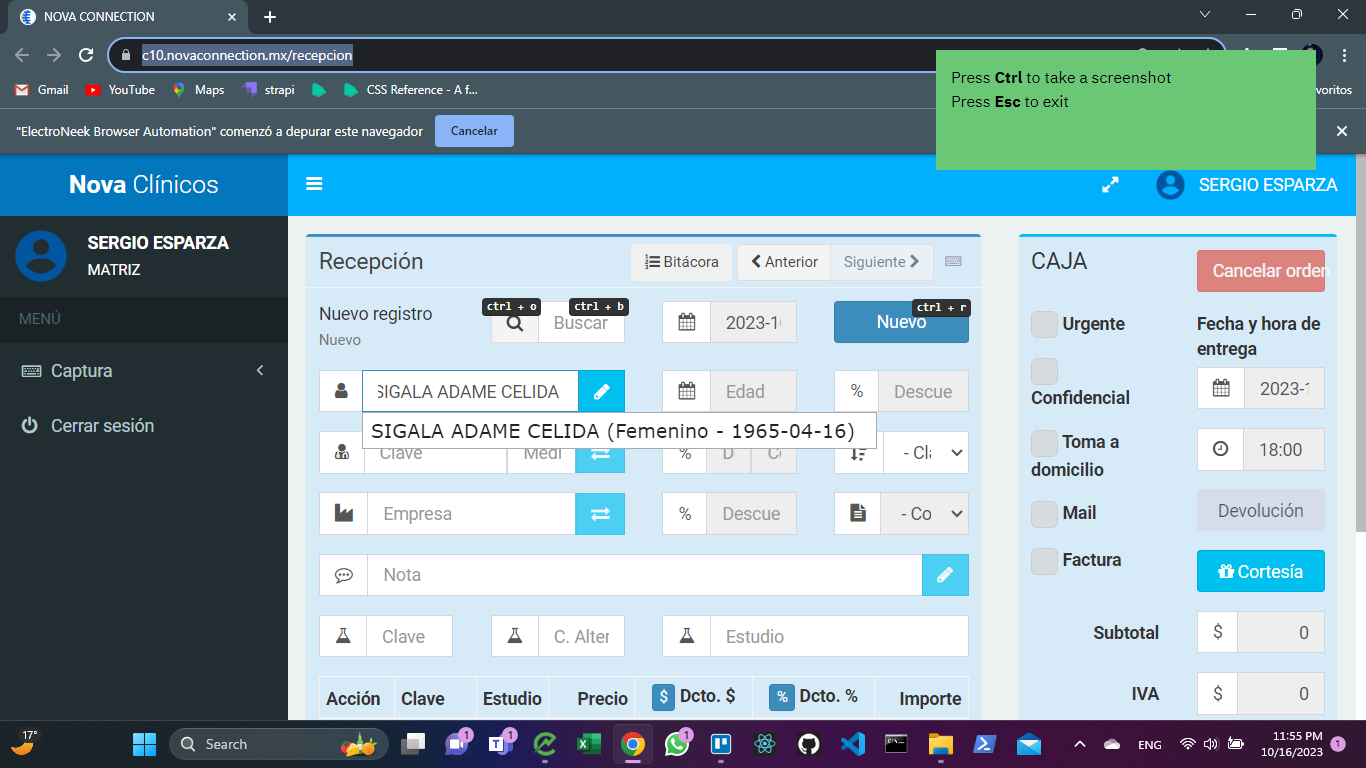 NOVA CONNECTION
c10.novaconnection.mx/recepcion
Gmail
YouTube
Maps
strapi
CSS Reference - A f...
voritos
Press Ctrl to take a screenshot
Press Esc to exit
"ElectroNeek Browser Automation" comenzó a depurar este navegador
Cancelar
Nova Clínicos
SERGIO ESPARZA
SERGIO ESPARZA
MATRIZ
MENÚ
Captura
Cerrar sesión
Recepción
Bitácora
Anterior
Siguiente
Nuevo registro
Nuevo
ctrl + o
ctrl + b
Buscar
2023-1
ctrl + r
Nuevo
SIGALA ADAME CELIDA
Edad
%
Descue
SIGALA ADAME CELIDA (Femenino - 1965-04-16)
Clave
Medi
%
- Cla
Empresa
%
Descue
- Co
Nota
Clave
C. Alter
Estudio
Acción
Clave
Estudio
Precio
$ Dcto. $
% Dcto. %
Importe
CAJA
Cancelar orden
Urgente
Confidencial
Toma a
domicilio
Mail
Factura
Fecha y hora de
entrega
2023-1
18:00
Devolución
Cortesía
Subtotal
$
0
IVA
$
0
17°
Search
1
1
1
ENG
11:55 PM
10/16/2023
1